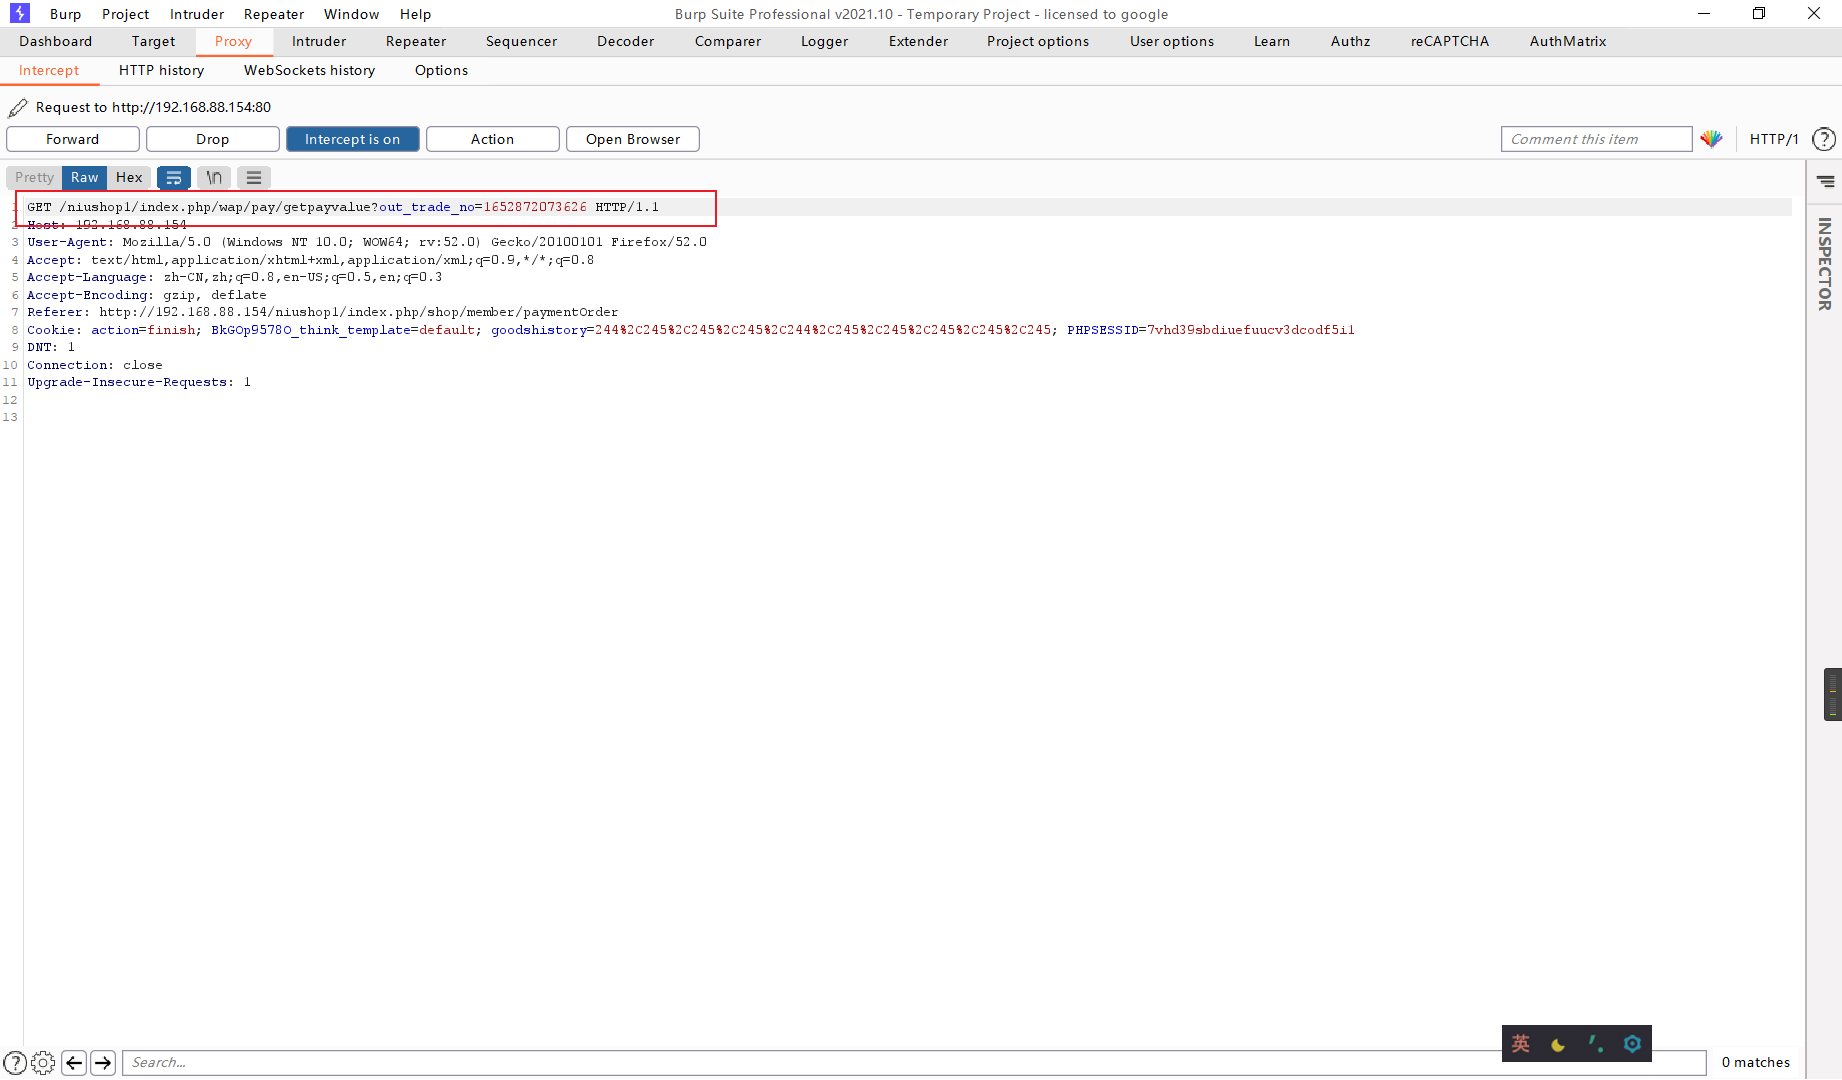 Burp Project Intruder Repeater Window Help Burp Suite Professional v2021.10 - Temporary Project - licensed to google
Dashboard Target Proxy Intruder Repeater Sequencer Decoder Comparer Logger Extender Project options User options Learn Authz reCAPTCHA AuthMatrix
Intercept HTTP history WebSockets history Options
Request to http://192.168.88.154:80
Forward Drop Intercept is on Action Open Browser Comment this item HTTP/1 ?
Pretty Raw Hex \n
1 GET /niushop1/index.php/wap/pay/getpayvalue?out_trade_no=1652872073626 HTTP/1.1
2 Host: 192.168.88.154
3 User-Agent: Mozilla/5.0 (Windows NT 10.0; WOW64; rv:52.0) Gecko/20100101 Firefox/52.0
4 Accept: text/html,application/xhtml+xml,application/xml;q=0.9,*/*;q=0.8
5 Accept-Language: zh-CN,zh;q=0.8,en-US;q=0.5,en;q=0.3
6 Accept-Encoding: gzip, deflate
7 Referer: http://192.168.88.154/niushop1/index.php/shop/member/paymentOrder
8 Cookie: action=finish; BkGOp9578O_think_template=default; goodshistory=244%2C245%2C245%2C245%2C244%2C245%2C245%2C245%2C245%2C245; PHPSESSID=7vhd39sbdiuefuucv3dcodf5i1
9 DNT: 1
10 Connection: close
11 Upgrade-Insecure-Requests: 1
12
13
INSPECTOR
英
? Search... 0 matches